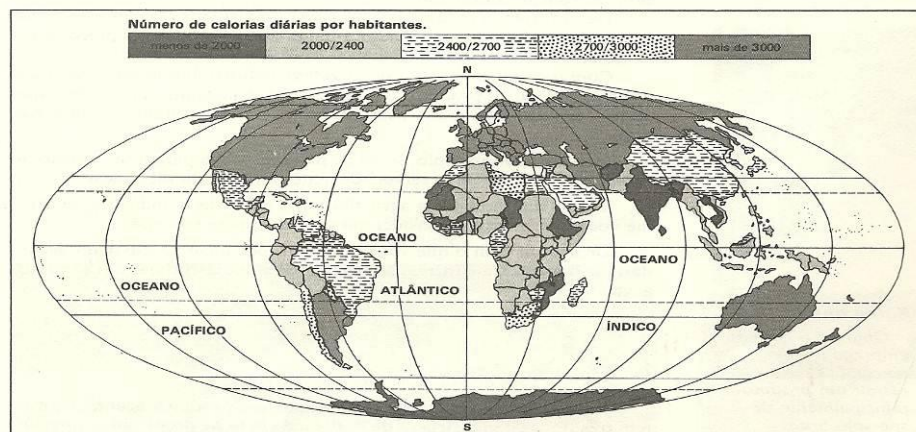 Número de calorias diárias por habitantes.
menos de 2000 2000/2400 2400/2700 2700/3000 mais de 3000
N
OCEANO OCEANO
OCEANO ATLÂNTICO
PACÍFICO ÍNDICO
S